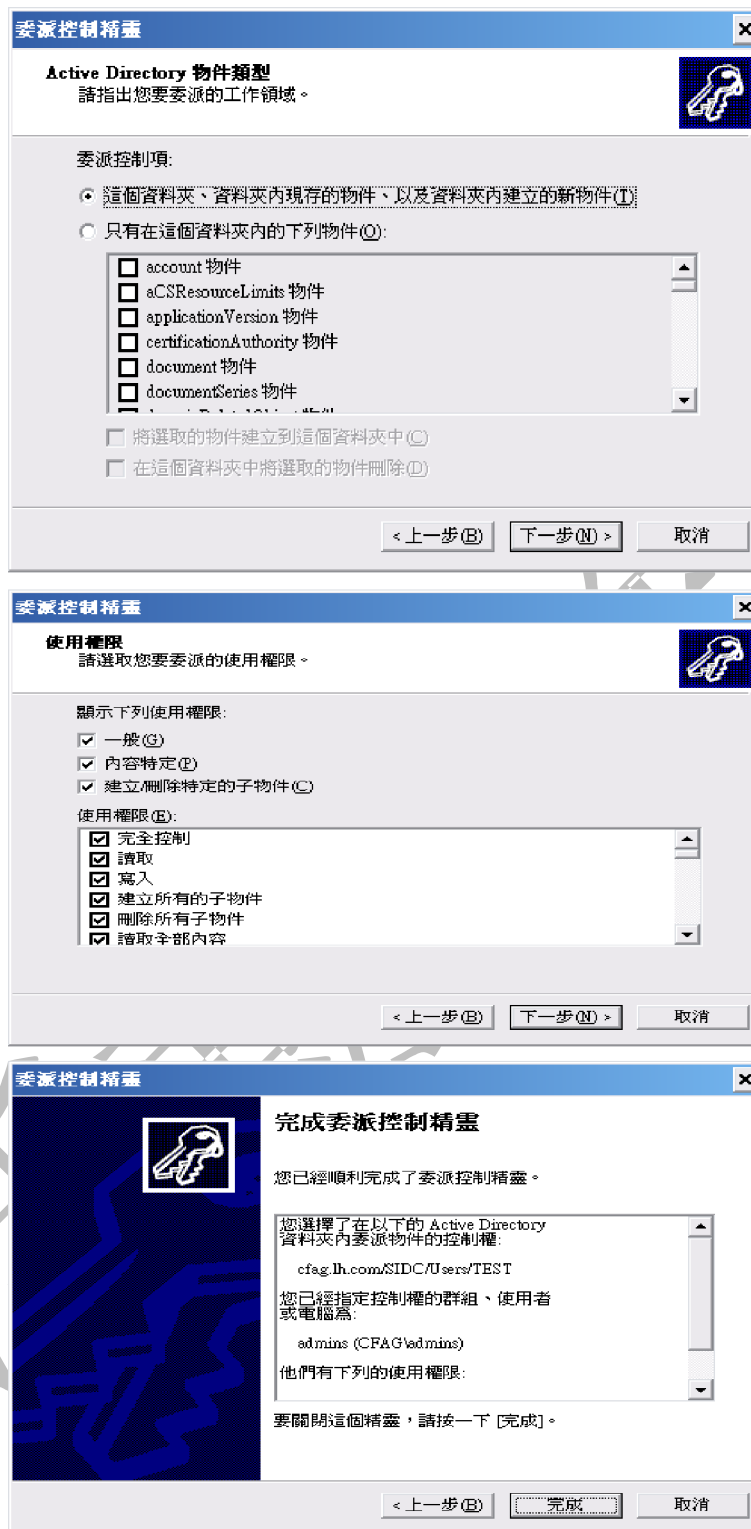 委派控制精靈
Active Directory 物件類型
請指出您要委派的工作領域。
委派控制項:
這個資料夾、資料夾內現存的物件、以及資料夾內建立的新物件(I)
只有在這個資料夾內的下列物件(O):
account 物件
aCSResourceLimits 物件
applicationVersion 物件
certificationAuthority 物件
document 物件
documentSeries 物件
將選取的物件建立到這個資料夾中(C)
在這個資料夾中將選取的物件刪除(D)
<上一步(B)
下一步(N)>
取消
委派控制精靈
使用權限
請選取您要委派的使用權限。
顯示下列使用權限:
一般(G)
內容特定(P)
建立/刪除特定的子物件(C)
使用權限(E):
完全控制
讀取
寫入
建立所有的子物件
刪除所有子物件
讀取全部內容
<上一步(B)
下一步(N)>
取消
委派控制精靈
完成委派控制精靈
您已經順利完成了委派控制精靈。
您選擇了在以下的 Active Directory
資料夾內委派物件的控制權:
cfag.lh.com/SIDC/Users/TEST
您已經指定控制權的群組、使用者
或電腦為:
admins (CFAG\admins)
他們有下列的使用權限:
要關閉這個精靈，請按一下 [完成]。
<上一步(B)
完成
取消